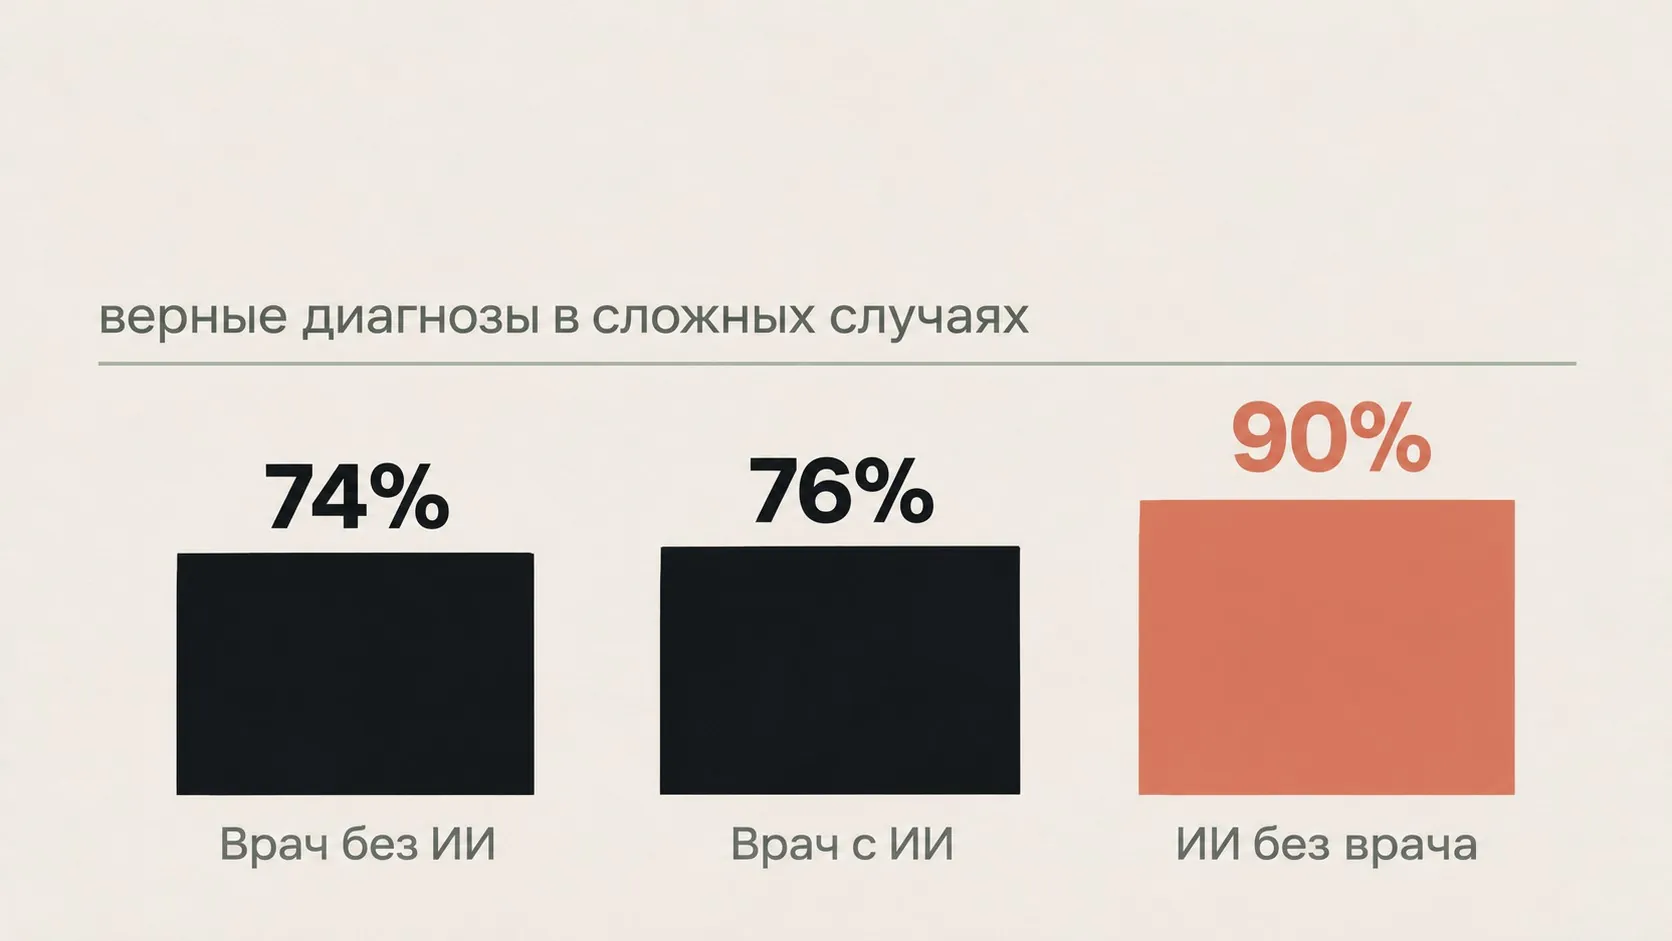 верные диагнозы в сложных случаях
74%
76%
90%
Врач без ИИ
Врач с ИИ
ИИ без врача